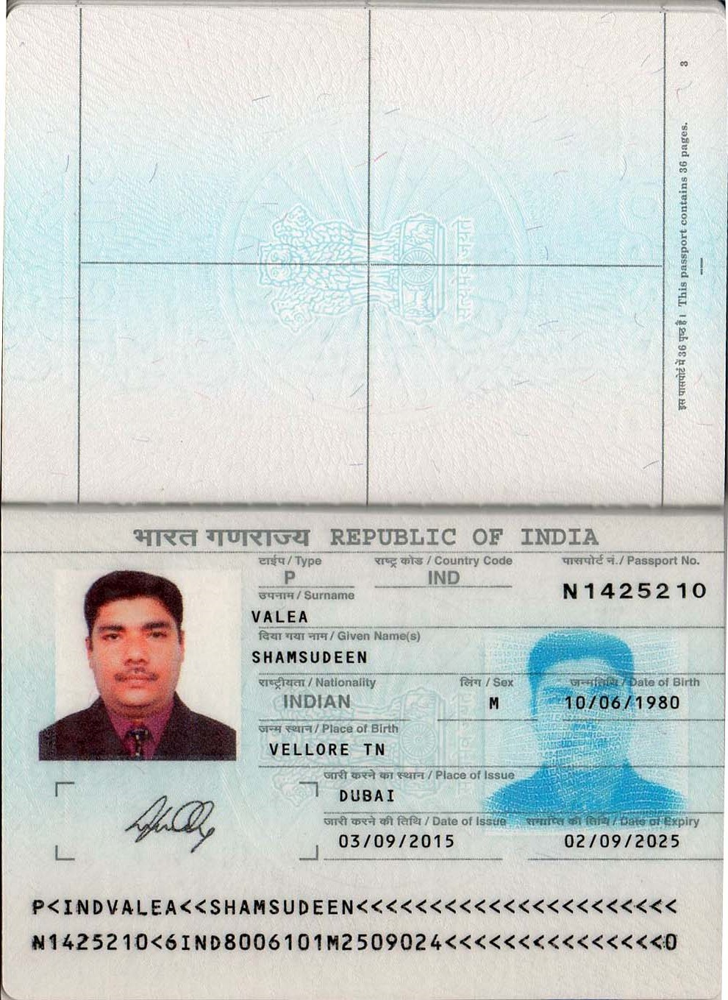 3
इस पासपोर्ट में 36 पृष्ठ हैं। This passport contains 36 pages.
भारत गणराज्य REPUBLIC OF INDIA
टाईप / Type राष्ट्र कोड / Country Code पासपोर्ट नं. / Passport No.
P IND N1425210
उपनाम / Surname
VALEA
दिया गया नाम / Given Name(s)
SHAMSUDEEN
राष्ट्रीयता / Nationality लिंग / Sex जन्मतिथि / Date of Birth
INDIAN M 10/06/1980
जन्म स्थान / Place of Birth
VELLORE TN
जारी करने का स्थान / Place of Issue
DUBAI
जारी करने की तिथि / Date of Issue समाप्ति की तिथि / Date of Expiry
03/09/2015 02/09/2025
P<INDVALEA<<SHAMSUDEEN<<<<<<<<<<<<<<<<<<<<<<
N1425210<6IND8006101M2509024<<<<<<<<<<<<<<<0